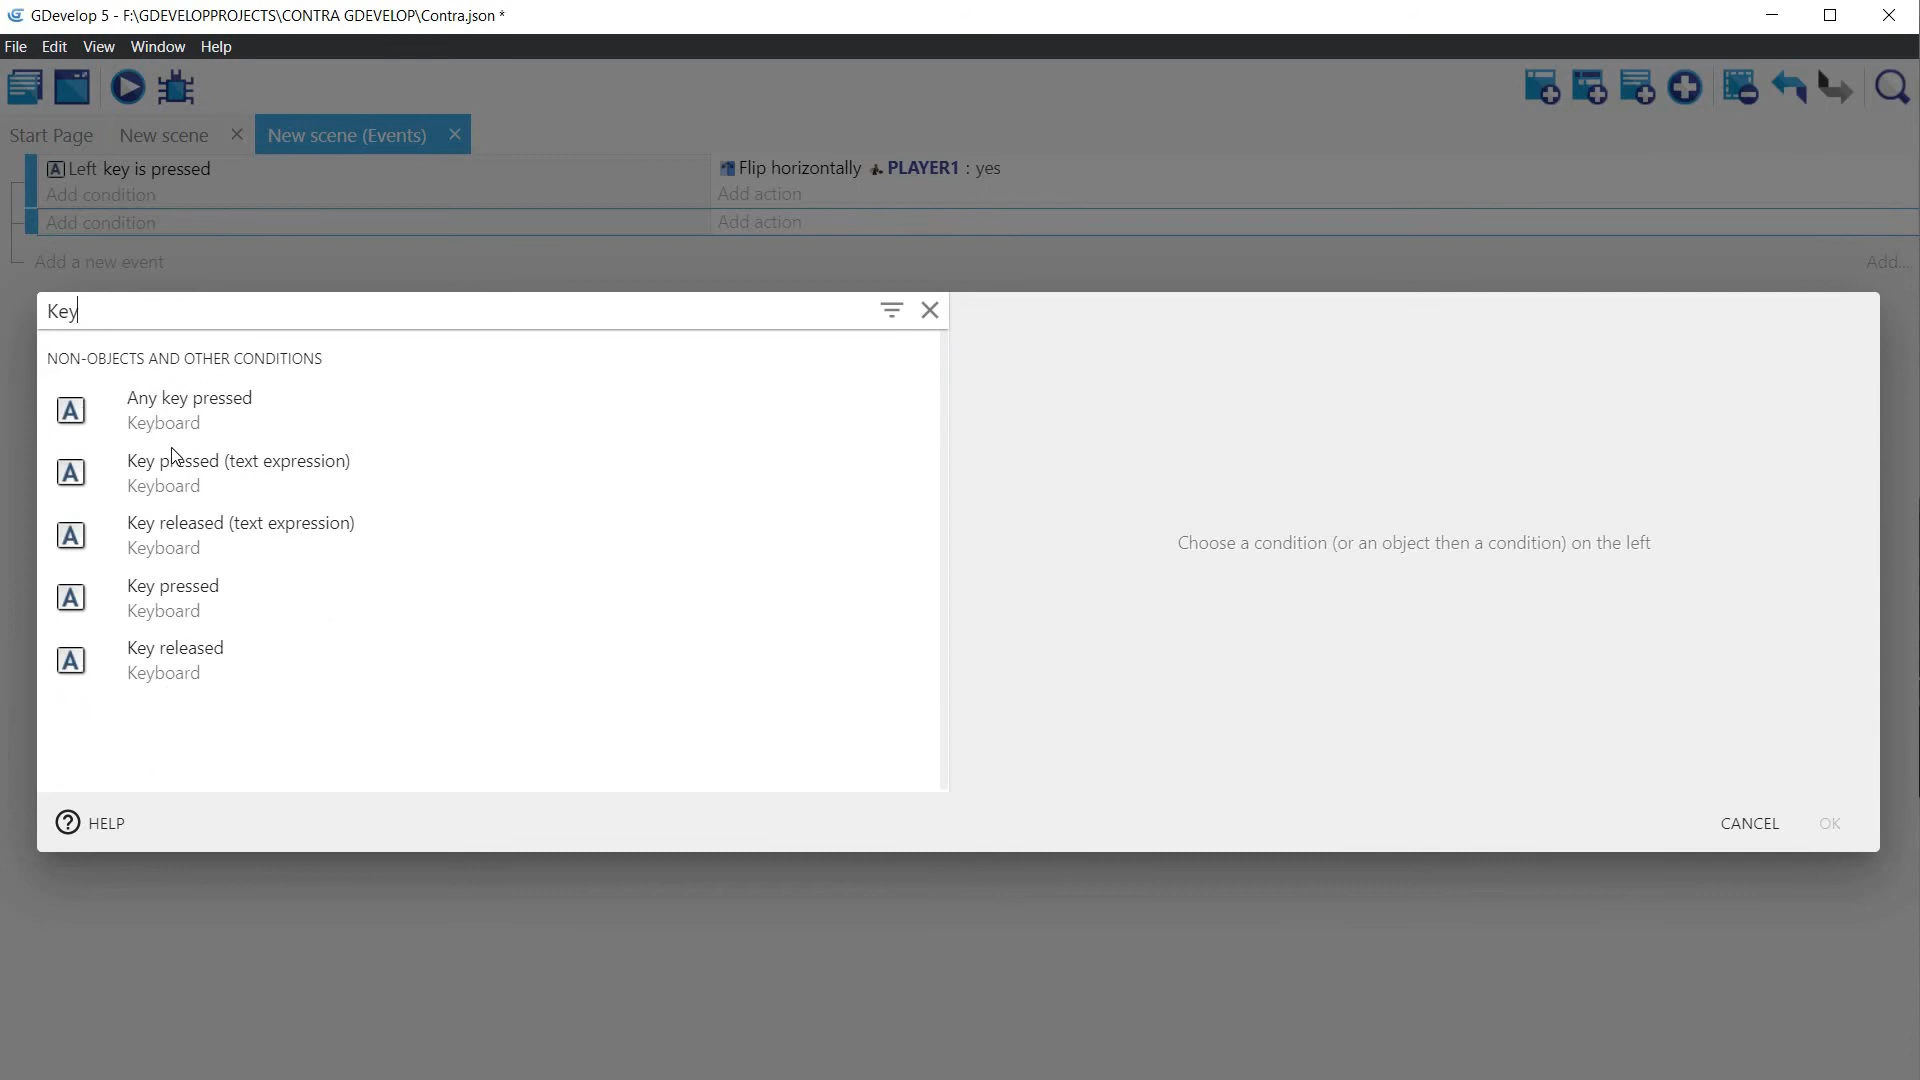 GDevelop 5 - F:\GDEVELOPPROJECTS\CONTRA GDEVELOP\Contra.json *
File Edit View Window Help
Start Page New scene New scene (Events)
Left key is pressed Flip horizontally PLAYER1 : yes
Add condition Add action
Add condition Add action
Add a new event Add...
Key
NON-OBJECTS AND OTHER CONDITIONS
A Any key pressed
Keyboard
A Key pressed (text expression)
Keyboard
Choose a condition (or an object then a condition) on the left
A Key released (text expression)
Keyboard
A Key pressed
Keyboard
A Key released
Keyboard
? HELP CANCEL OK